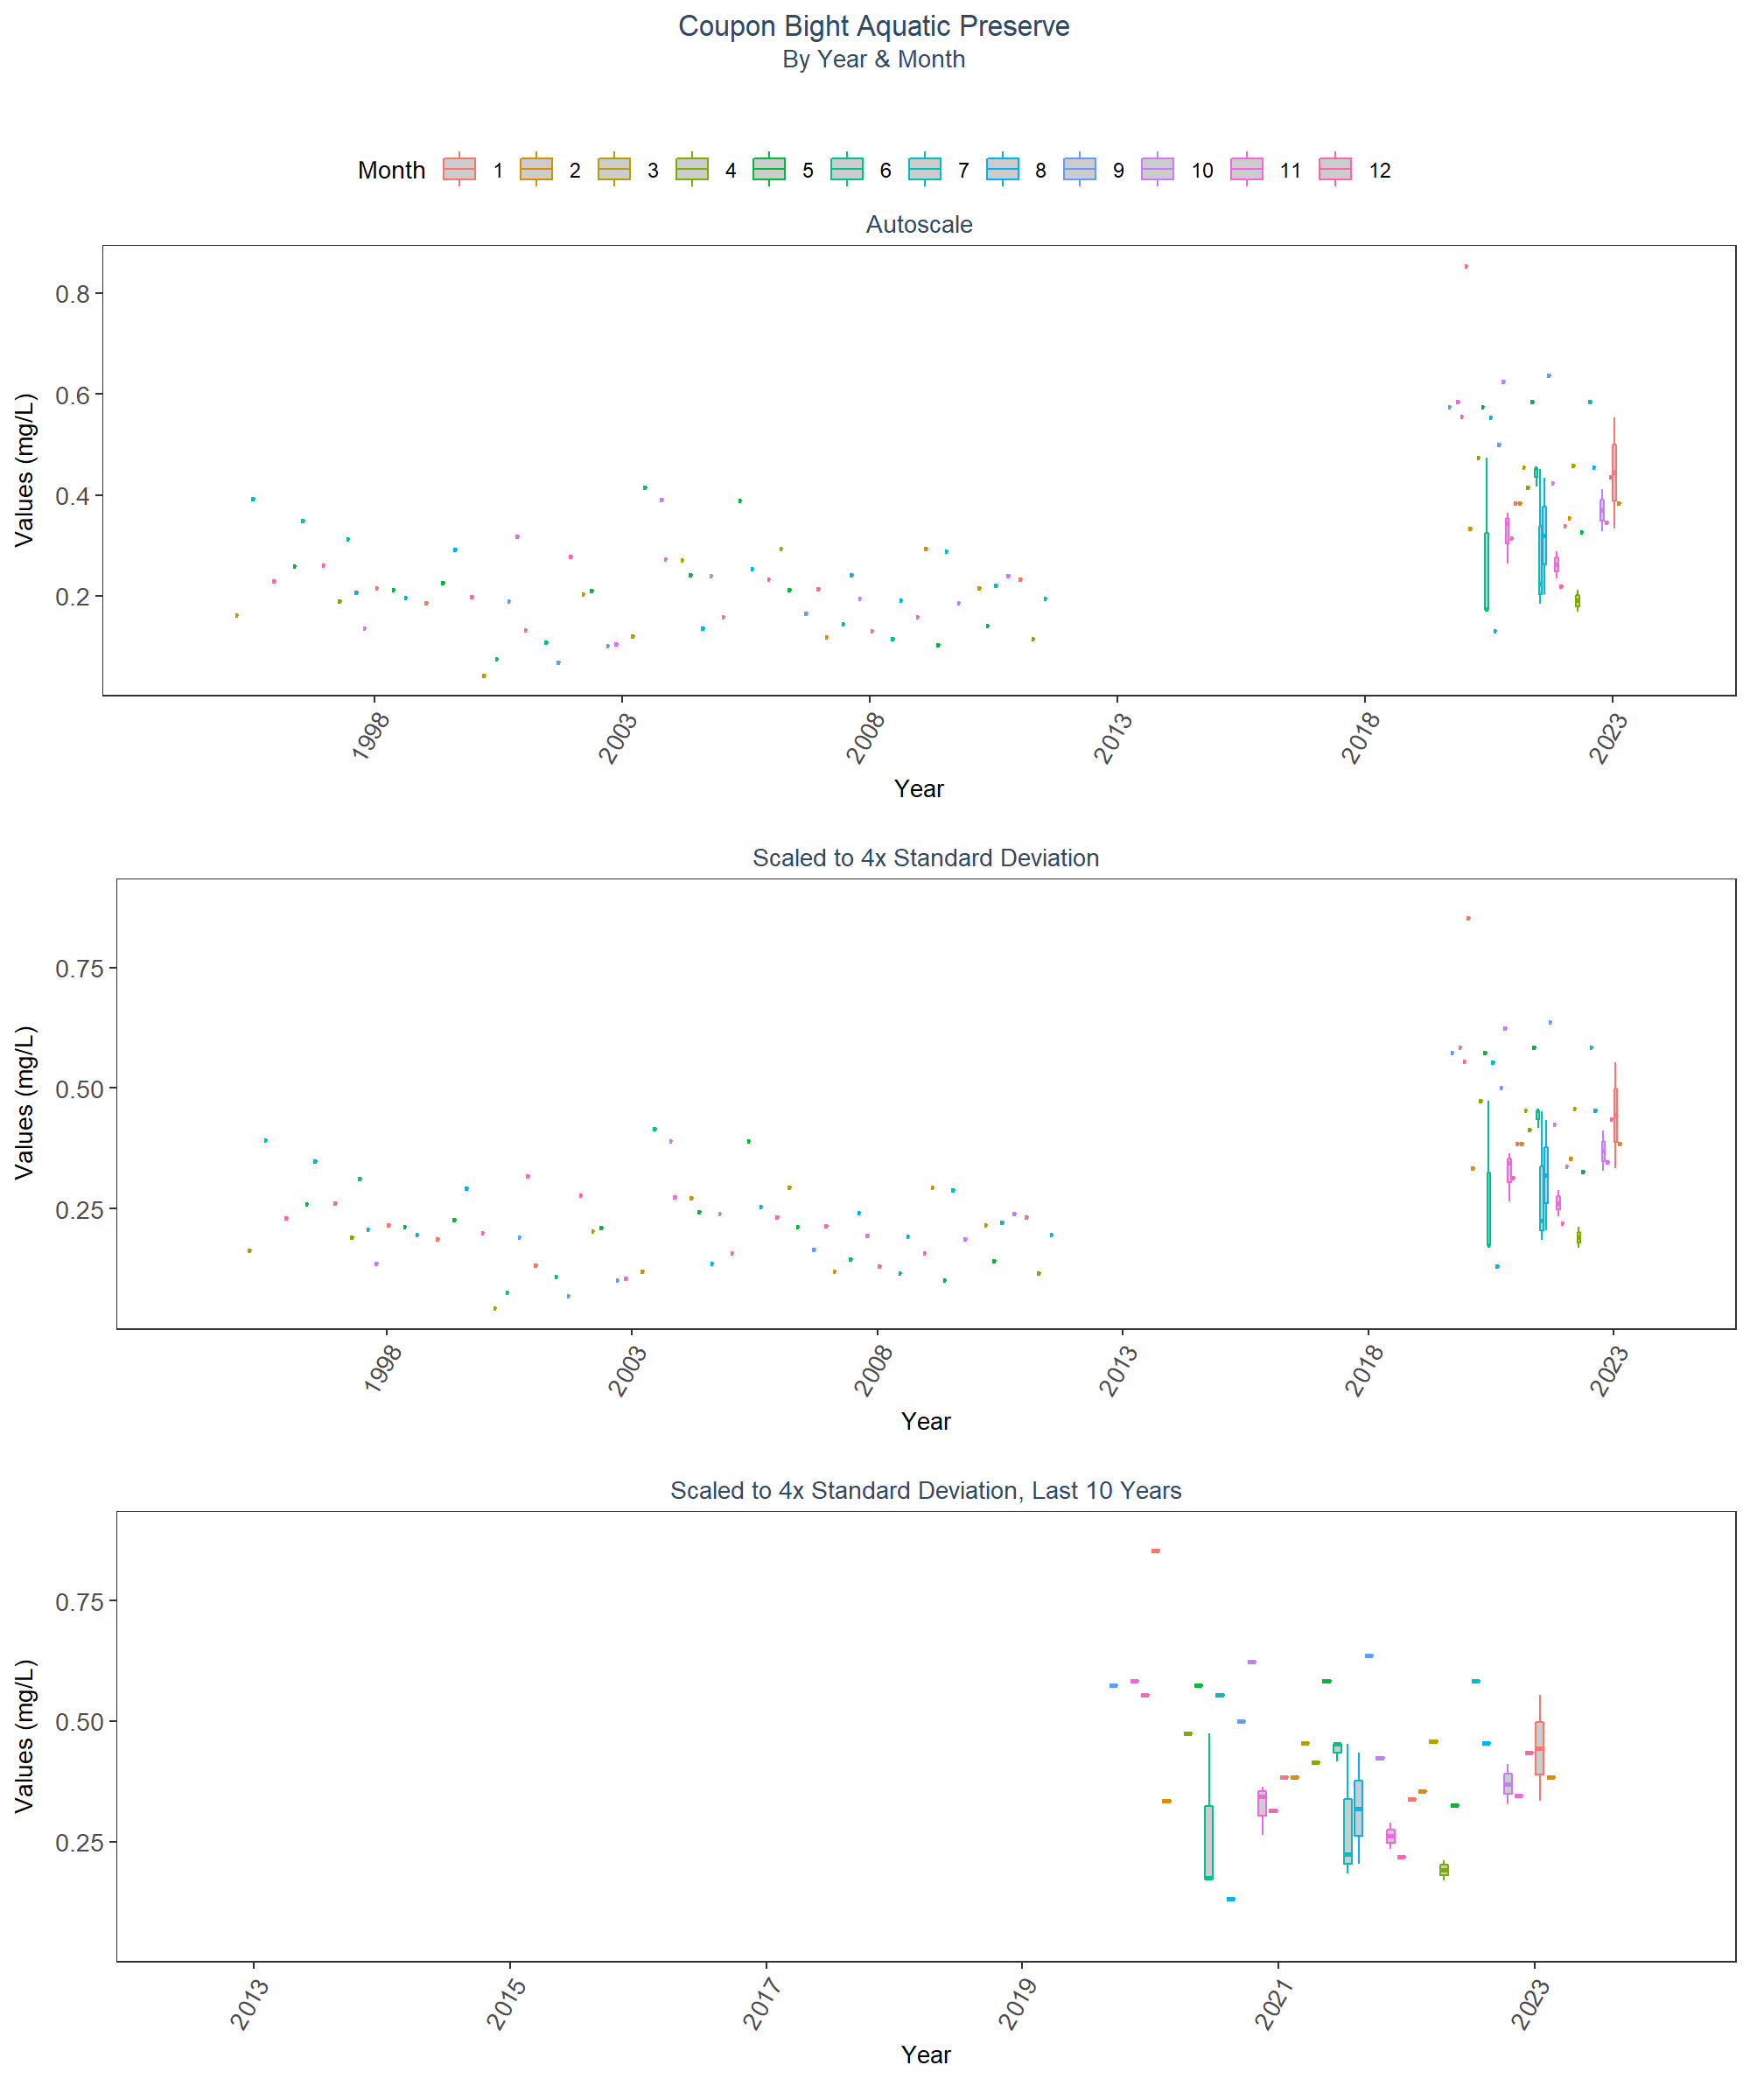 Coupon Bight Aquatic Preserve
By Year & Month
Month 1 2 3 4 5 6 7 8 9 10 11 12
Autoscale
Values (mg/L)
0.8
0.6
0.4
0.2
1998 2003 2008 2013 2018 2023
Year
Scaled to 4x Standard Deviation
Values (mg/L)
0.75
0.50
0.25
1998 2003 2008 2013 2018 2023
Year
Scaled to 4x Standard Deviation, Last 10 Years
Values (mg/L)
0.75
0.50
0.25
2013 2015 2017 2019 2021 2023
Year